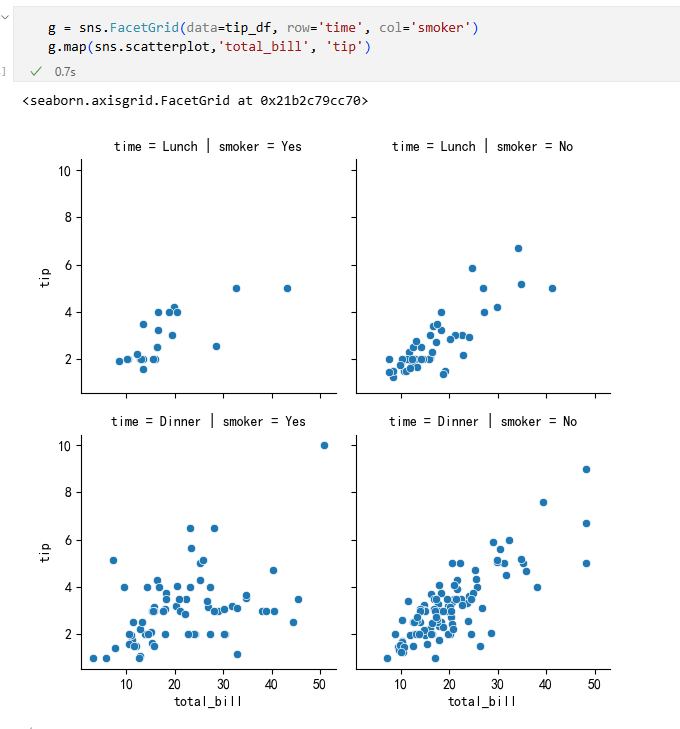 g = sns.FacetGrid(data=tip_df, row='time', col='smoker')
g.map(sns.scatterplot,'total_bill', 'tip')
] 0.7s
<seaborn.axisgrid.FacetGrid at 0x21b2c79cc70>
time = Lunch | smoker = Yes
time = Lunch | smoker = No
10
8
6
4
2
tip
time = Dinner | smoker = Yes
time = Dinner | smoker = No
10
8
6
4
2
tip
10 20 30 40 50
total_bill
10 20 30 40 50
total_bill